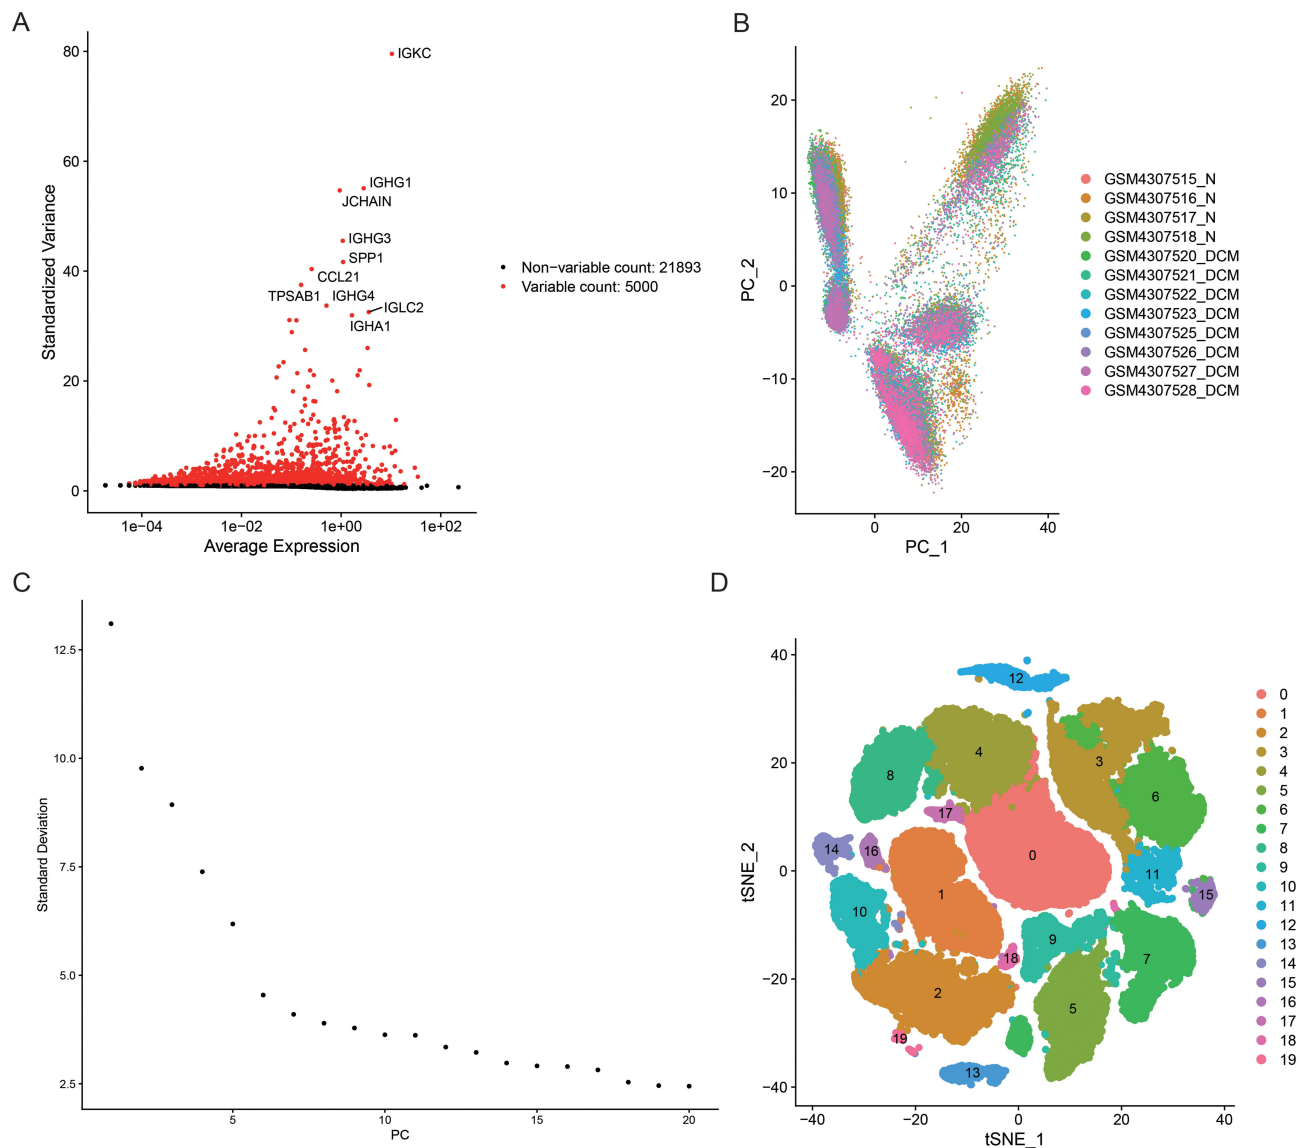 A
80
60
40
20
0
Standardized Variance
1e−04
1e−02
1e+00
1e+02
Average Expression
IGKC
IGHG1
JCHAIN
IGHG3
SPP1
CCL21
TPSAB1
IGHG4
IGLC2
IGHA1
Non−variable count: 21893
Variable count: 5000
B
20
10
0
−10
−20
PC_2
0
20
40
PC_1
GSM4307515_N
GSM4307516_N
GSM4307517_N
GSM4307518_N
GSM4307520_DCM
GSM4307521_DCM
GSM4307522_DCM
GSM4307523_DCM
GSM4307525_DCM
GSM4307526_DCM
GSM4307527_DCM
GSM4307528_DCM
C
12.5
10.0
7.5
5.0
2.5
Standard Deviation
5
10
15
20
PC
D
40
20
0
−20
−40
tSNE_2
−40
−20
0
20
40
tSNE_1
12
4
3
8
6
17
14
16
0
11
15
1
10
9
18
7
2
5
19
13
0
1
2
3
4
5
6
7
8
9
10
11
12
13
14
15
16
17
18
19